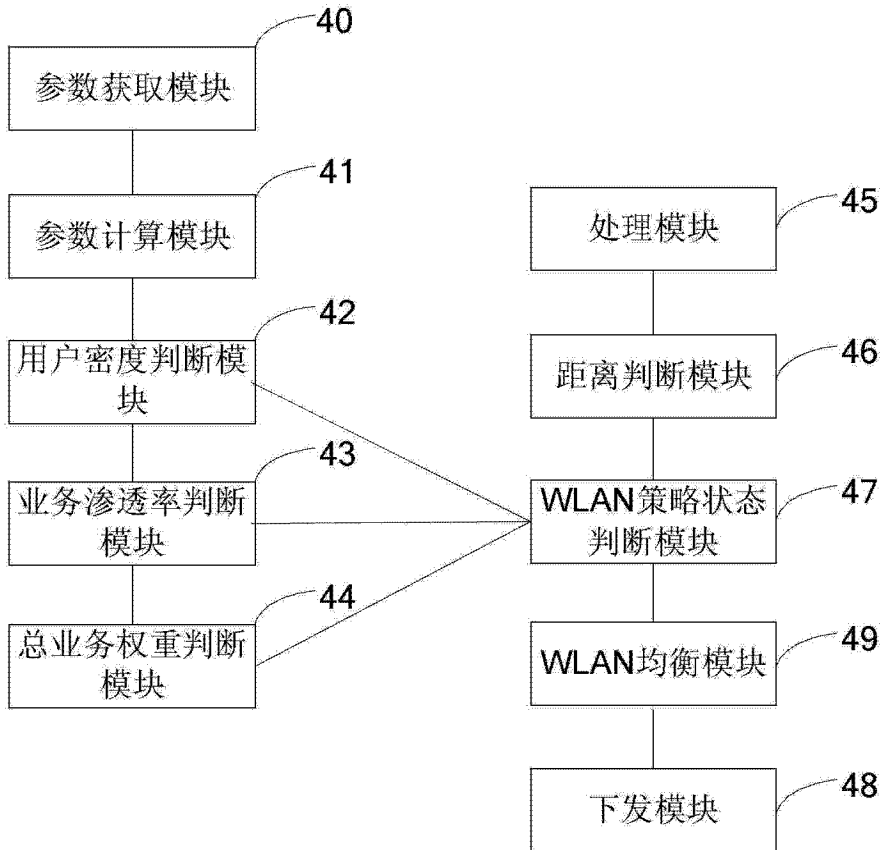 40
参数获取模块
41
参数计算模块
42
用户密度判断模
块
43
业务渗透率判断
模块
44
总业务权重判断
模块
45
处理模块
46
距离判断模块
47
WLAN策略状态
判断模块
49
WLAN均衡模块
48
下发模块